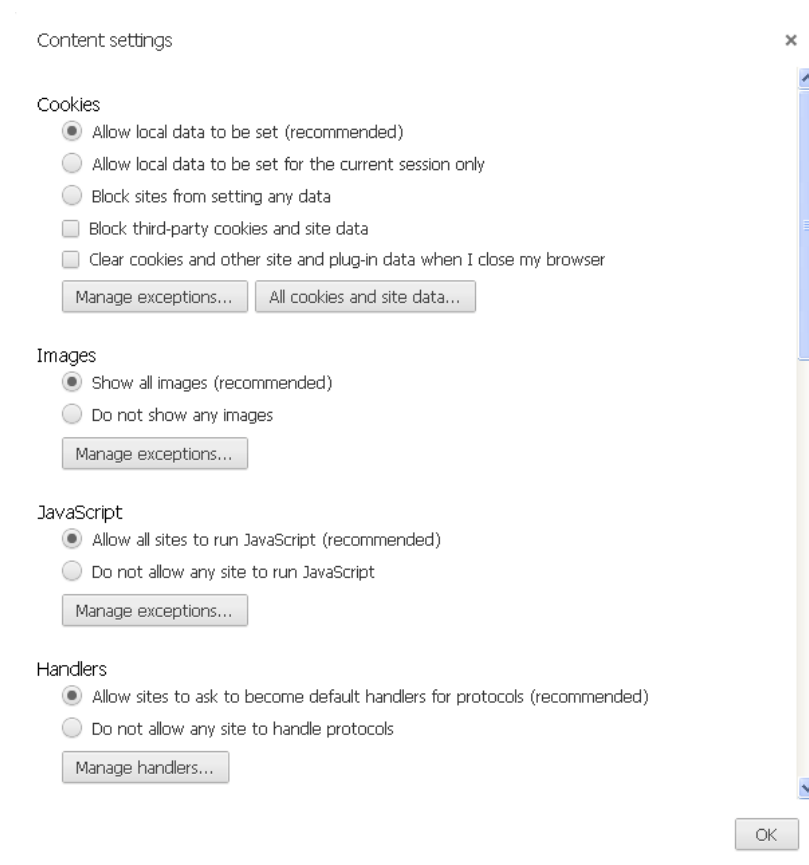 Content settings
Cookies
Allow local data to be set (recommended)
Allow local data to be set for the current session only
Block sites from setting any data
Block third-party cookies and site data
Clear cookies and other site and plug-in data when I close my browser
Manage exceptions... All cookies and site data...
Images
Show all images (recommended)
Do not show any images
Manage exceptions...
JavaScript
Allow all sites to run JavaScript (recommended)
Do not allow any site to run JavaScript
Manage exceptions...
Handlers
Allow sites to ask to become default handlers for protocols (recommended)
Do not allow any site to handle protocols
Manage handlers...
OK